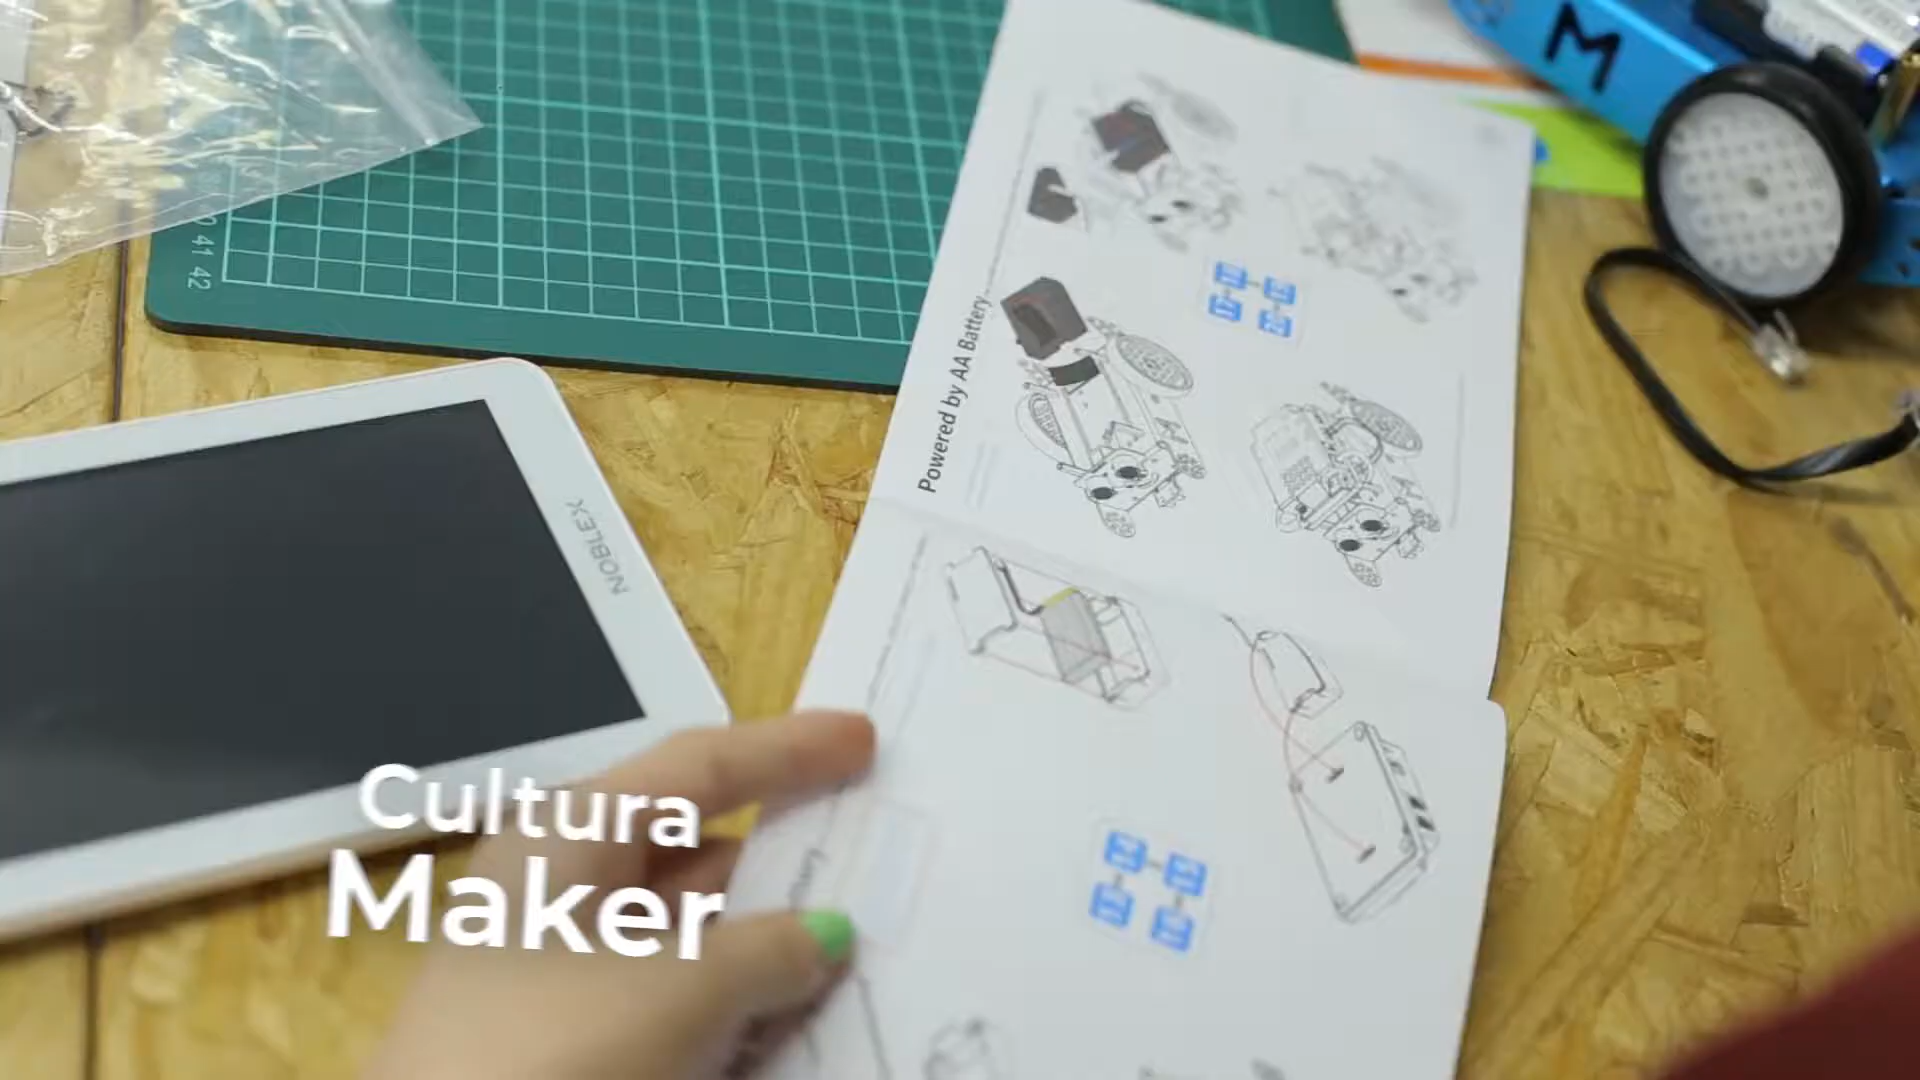 M
41 42
Powered by AA Battery
NOBLEX
Cultura
Maker